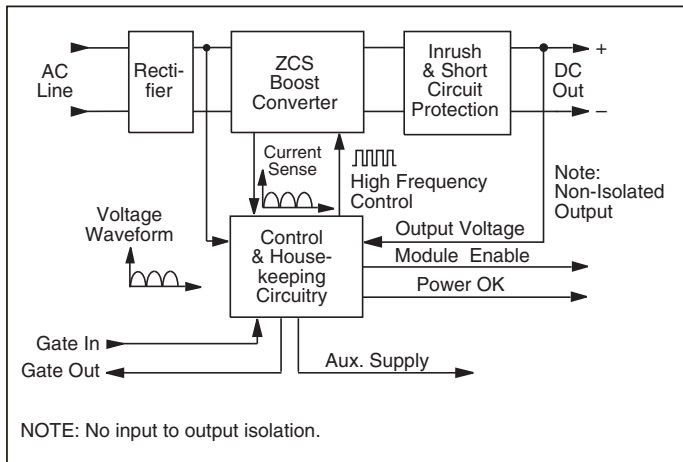 AC
Line
Recti-
fier
ZCS
Boost
Converter
Inrush
& Short
Circuit
Protection
+
DC
Out
–
Current
Sense
High Frequency
Control
Note:
Non-Isolated
Output
Voltage
Waveform
Control
& House-
keeping
Circuitry
Output Voltage
Module Enable
Power OK
Gate In
Gate Out
Aux. Supply
NOTE: No input to output isolation.